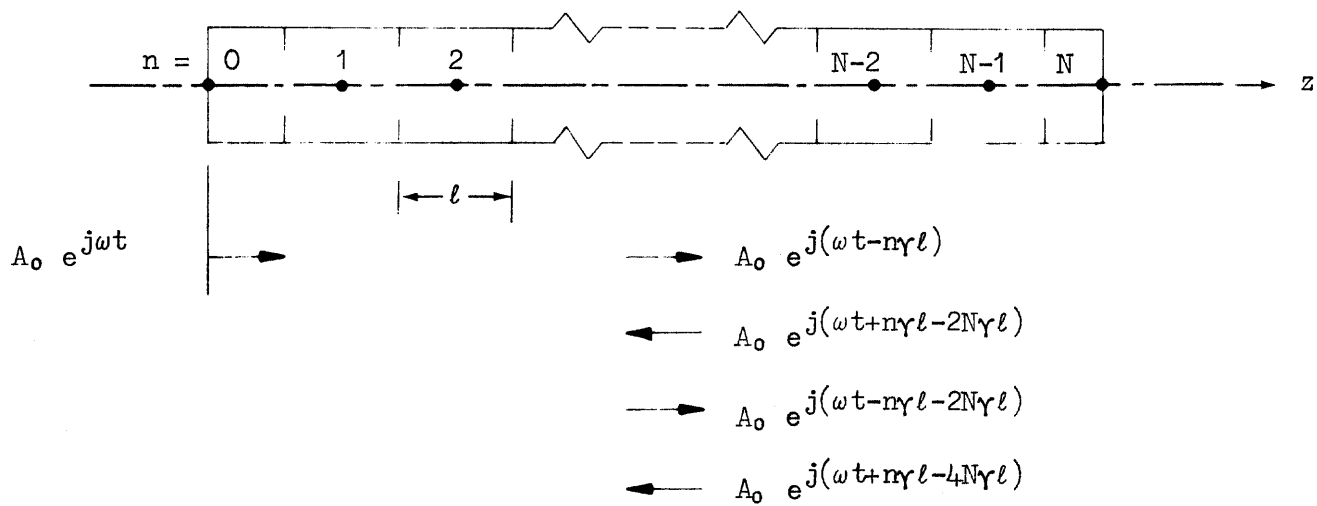 n = 0 1 2 N-2 N-1 N
z
ℓ
A₀ e^{jωt} A₀ e^{j(ωt-nγℓ)}
A₀ e^{j(ωt+nγℓ-2Nγℓ)}
A₀ e^{j(ωt-nγℓ-2Nγℓ)}
A₀ e^{j(ωt+nγℓ-4Nγℓ)}